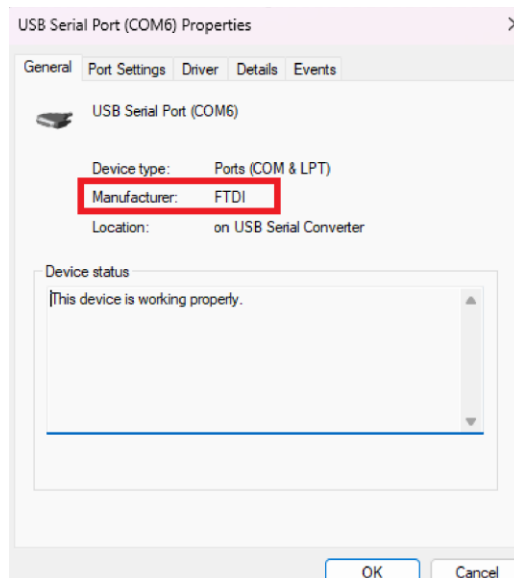 USB Serial Port (COM6) Properties
General Port Settings Driver Details Events
USB Serial Port (COM6)
Device type: Ports (COM & LPT)
Manufacturer: FTDI
Location: on USB Serial Converter
Device status
This device is working properly.
OK Cancel